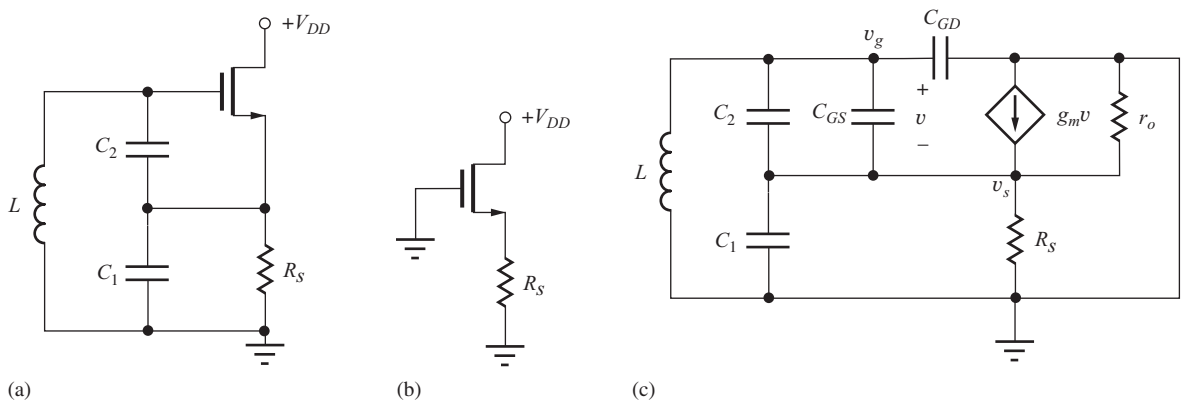 +V_DD
C_2
L
C_1
R_S
(a)
+V_DD
R_S
(b)
C_GD
v_g
+
C_2
C_GS
v
g_m v
r_o
–
L
v_s
C_1
R_s
(c)